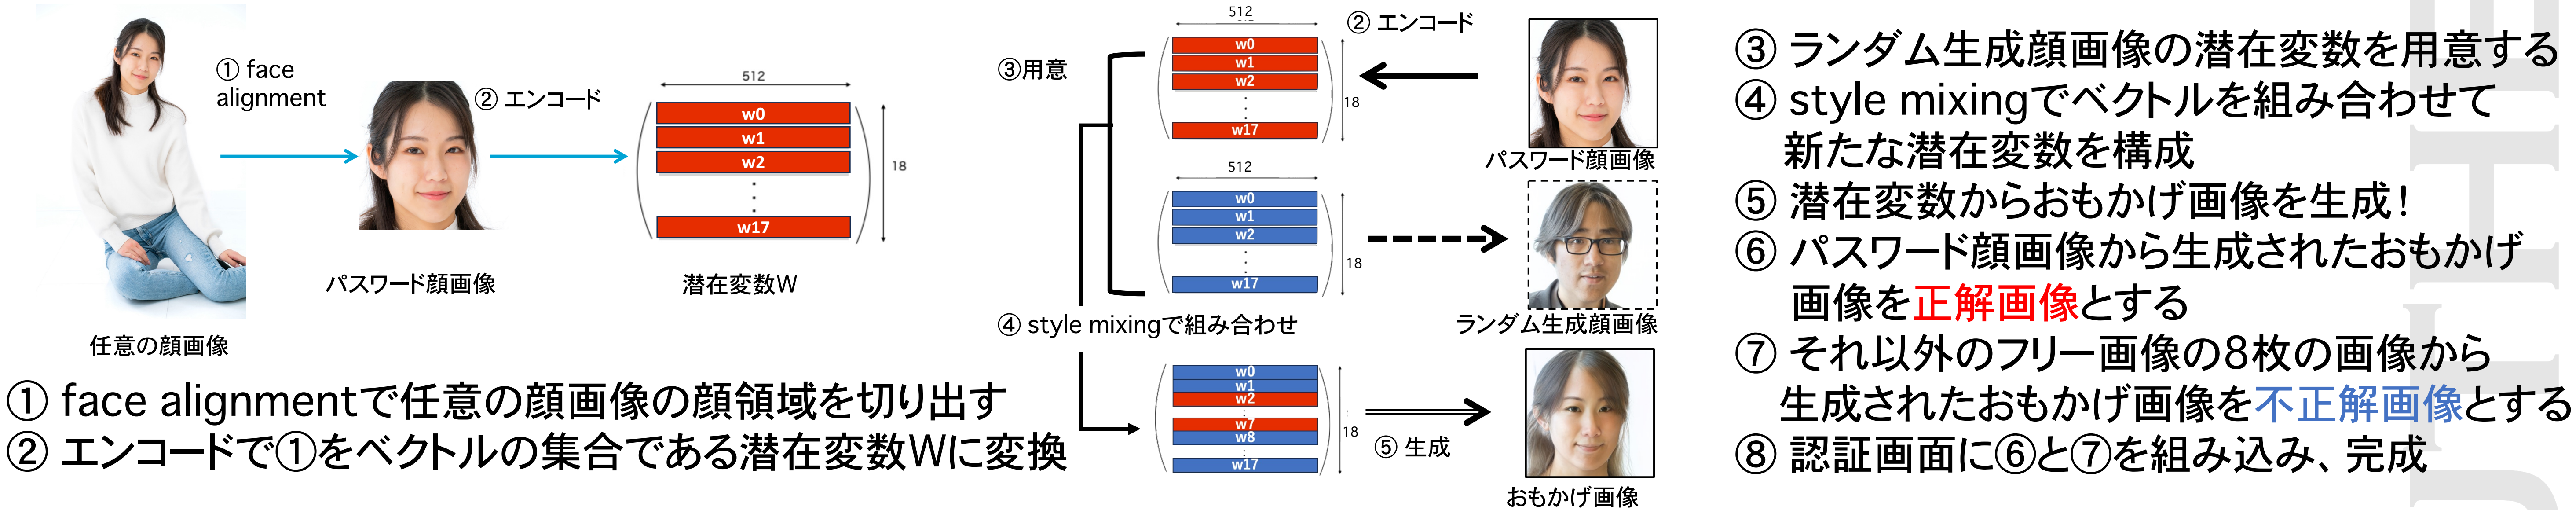 ① face
alignment
② エンコード
512
w0
w1
w2
w17
18
任意の顔画像
パスワード顔画像
潜在変数W
① face alignmentで任意の顔画像の顔領域を切り出す
② エンコードで①をベクトルの集合である潜在変数Wに変換
③用意
512
w0
w1
w2
w17
18
② エンコード
パスワード顔画像
512
w0
w1
w2
w17
18
ランダム生成顔画像
④ style mixingで組み合わせ
w0
w1
w2
w7
w8
w17
18
⑤ 生成
おもかげ画像
③ ランダム生成顔画像の潜在変数を用意する
④ style mixingでベクトルを組み合わせて
新たな潜在変数を構成
⑤ 潜在変数からおもかげ画像を生成!
⑥ パスワード顔画像から生成されたおもかげ
画像を正解画像とする
⑦ それ以外のフリー画像の8枚の画像から
生成されたおもかげ画像を不正解画像とする
⑧ 認証画面に⑥と⑦を組み込み、完成